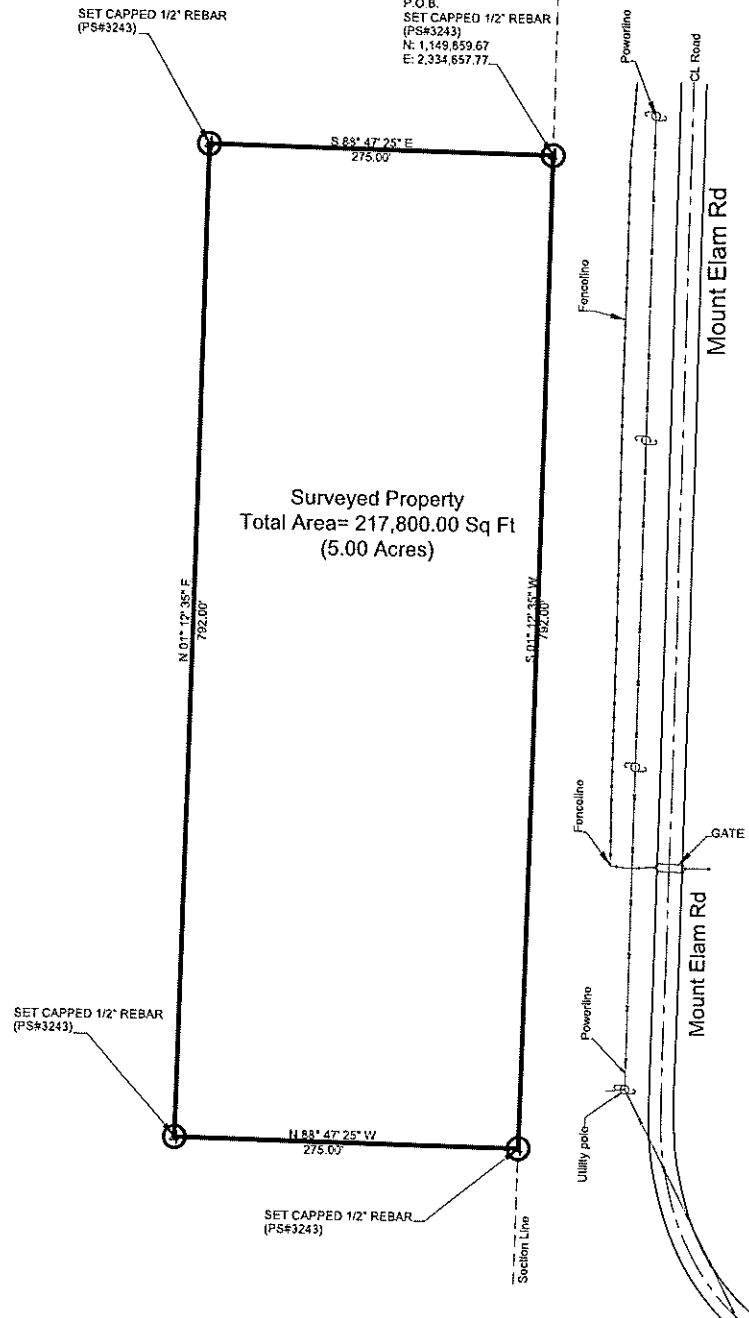 SET CAPPED 1/2" REBAR
(PS#3243)
P.O.B.
SET CAPPED 1/2" REBAR
(PS#3243)
N: 1,149,659.67
E: 2,334,657.77
S 88° 47' 25" E
275.00'
Powerline
CL Road
Mount Elam Rd
Fenceline
Surveyed Property
Total Area= 217,800.00 Sq Ft
(5.00 Acres)
N 01° 12' 35" E
792.00'
S 01° 12' 35" W
792.00'
Fenceline
GATE
Mount Elam Rd
SET CAPPED 1/2" REBAR
(PS#3243)
Powerline
Utility pole
N 88° 47' 25" W
275.00'
SET CAPPED 1/2" REBAR
(PS#3243)
Section Line